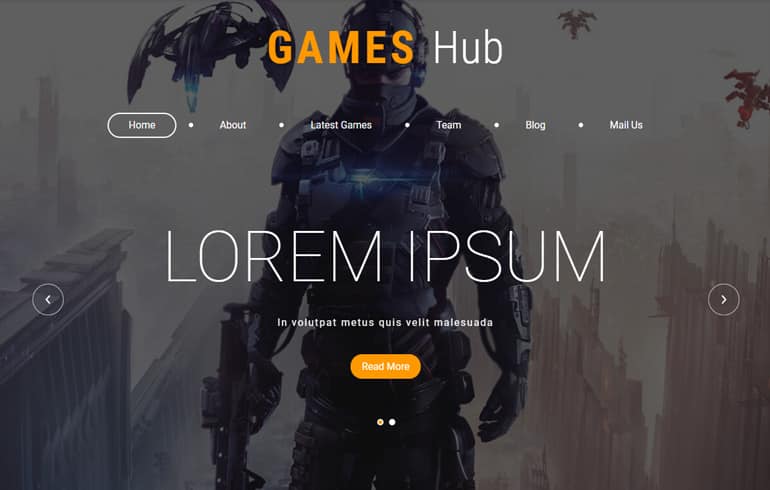 GAMES Hub
Home About Latest Games Team Blog Mail Us
LOREM IPSUM
In volutpat metus quis velit malesuada
Read More